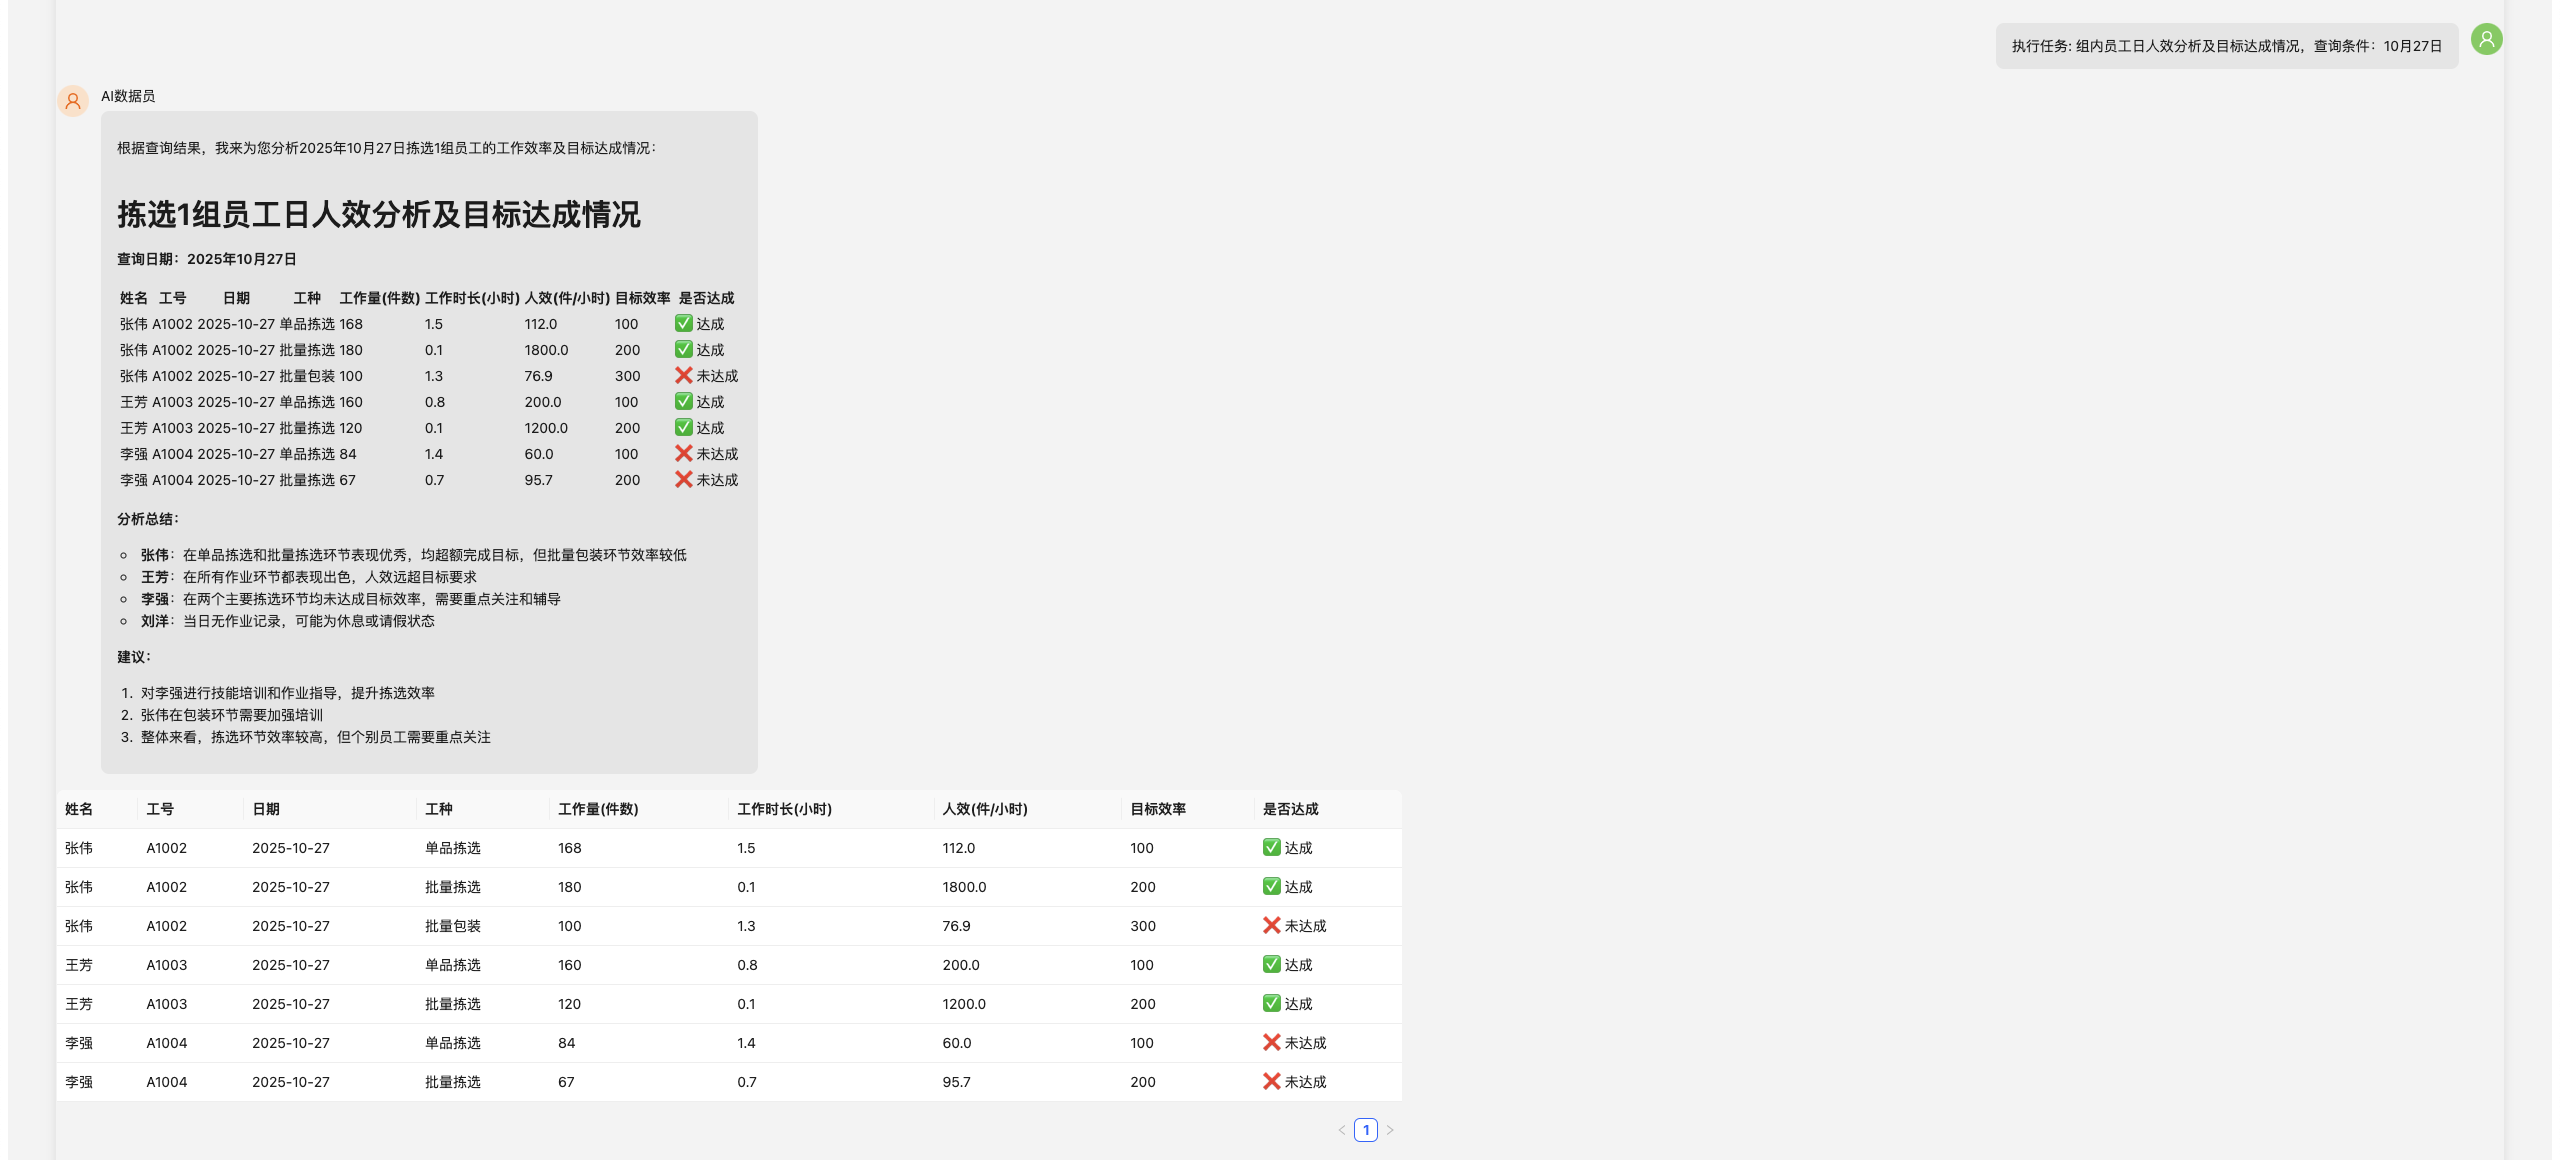 执行任务: 组内员工日人效分析及目标达成情况，查询条件：10月27日
AI数据员
根据查询结果，我来为您分析2025年10月27日拣选1组员工的工作效率及目标达成情况：
拣选1组员工日人效分析及目标达成情况
查询日期：2025年10月27日
姓名 工号 日期 工种 工作量(件数) 工作时长(小时) 人效(件/小时) 目标效率 是否达成
张伟 A1002 2025-10-27 单品拣选 168 1.5 112.0 100 ✅ 达成
张伟 A1002 2025-10-27 批量拣选 180 0.1 1800.0 200 ✅ 达成
张伟 A1002 2025-10-27 批量包装 100 1.3 76.9 300 ❌ 未达成
王芳 A1003 2025-10-27 单品拣选 160 0.8 200.0 100 ✅ 达成
王芳 A1003 2025-10-27 批量拣选 120 0.1 1200.0 200 ✅ 达成
李强 A1004 2025-10-27 单品拣选 84 1.4 60.0 100 ❌ 未达成
李强 A1004 2025-10-27 批量拣选 67 0.7 95.7 200 ❌ 未达成
分析总结：
张伟：在单品拣选和批量拣选环节表现优秀，均超额完成目标，但批量包装环节效率较低
王芳：在所有作业环节都表现出色，人效远超目标要求
李强：在两个主要拣选环节均未达成目标效率，需要重点关注和辅导
刘洋：当日无作业记录，可能为休息或请假状态
建议：
1. 对李强进行技能培训和作业指导，提升拣选效率
2. 张伟在包装环节需要加强培训
3. 整体来看，拣选环节效率较高，但个别员工需要重点关注
姓名 工号 日期 工种 工作量(件数) 工作时长(小时) 人效(件/小时) 目标效率 是否达成
张伟 A1002 2025-10-27 单品拣选 168 1.5 112.0 100 ✅ 达成
张伟 A1002 2025-10-27 批量拣选 180 0.1 1800.0 200 ✅ 达成
张伟 A1002 2025-10-27 批量包装 100 1.3 76.9 300 ❌ 未达成
王芳 A1003 2025-10-27 单品拣选 160 0.8 200.0 100 ✅ 达成
王芳 A1003 2025-10-27 批量拣选 120 0.1 1200.0 200 ✅ 达成
李强 A1004 2025-10-27 单品拣选 84 1.4 60.0 100 ❌ 未达成
李强 A1004 2025-10-27 批量拣选 67 0.7 95.7 200 ❌ 未达成
1